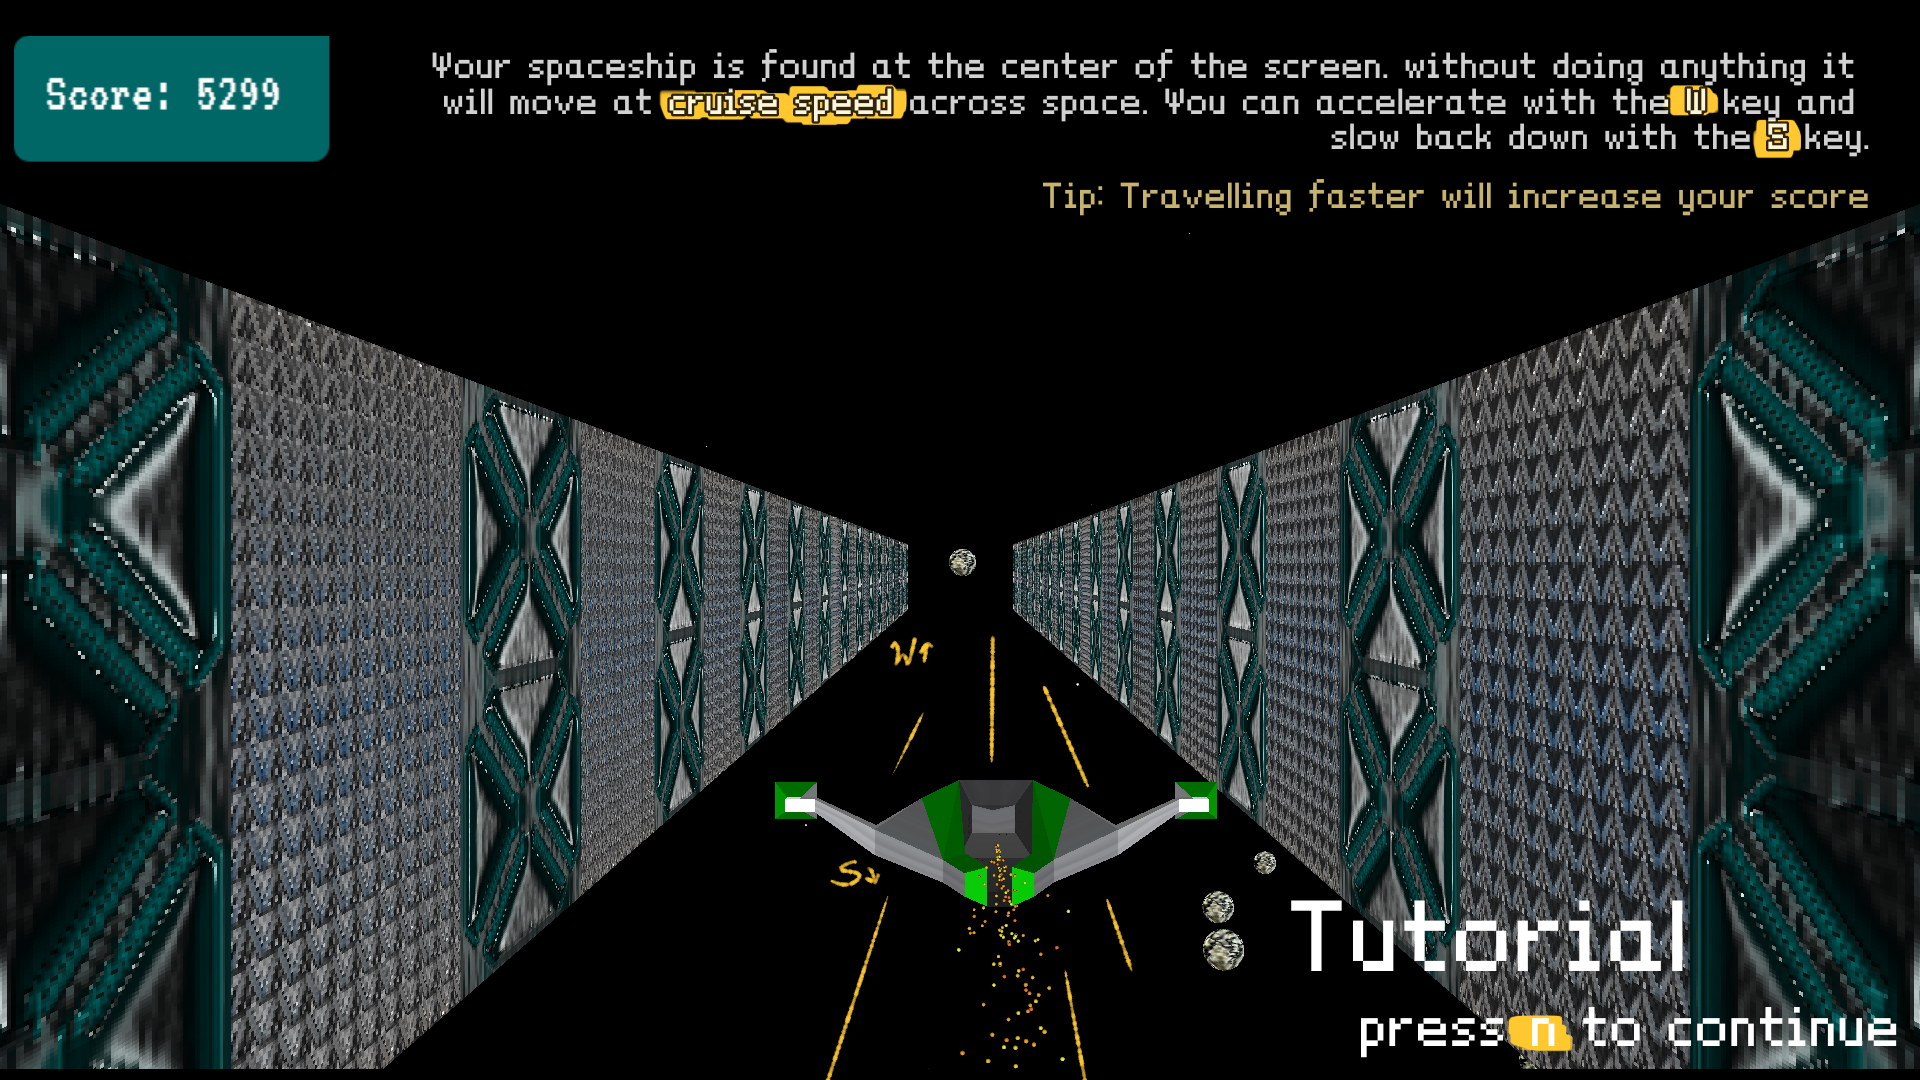 Score: 5299
Your spaceship is found at the center of the screen. without doing anything it
will move at cruise speed across space. You can accelerate with the W key and
slow back down with the S key.
Tip: Travelling faster will increase your score
W↑
S↘
Tutorial
press n to continue